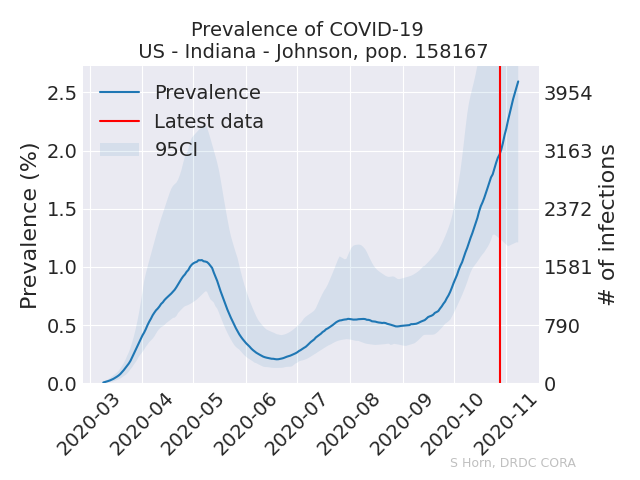 Prevalence of COVID-19
US - Indiana - Johnson, pop. 158167
Prevalence
Latest data
95CI
Prevalence (%)
2.5
2.0
1.5
1.0
0.5
0.0
3954
3163
2372
1581
790
0
# of infections
2020-03
2020-04
2020-05
2020-06
2020-07
2020-08
2020-09
2020-10
2020-11
S Horn, DRDC CORA